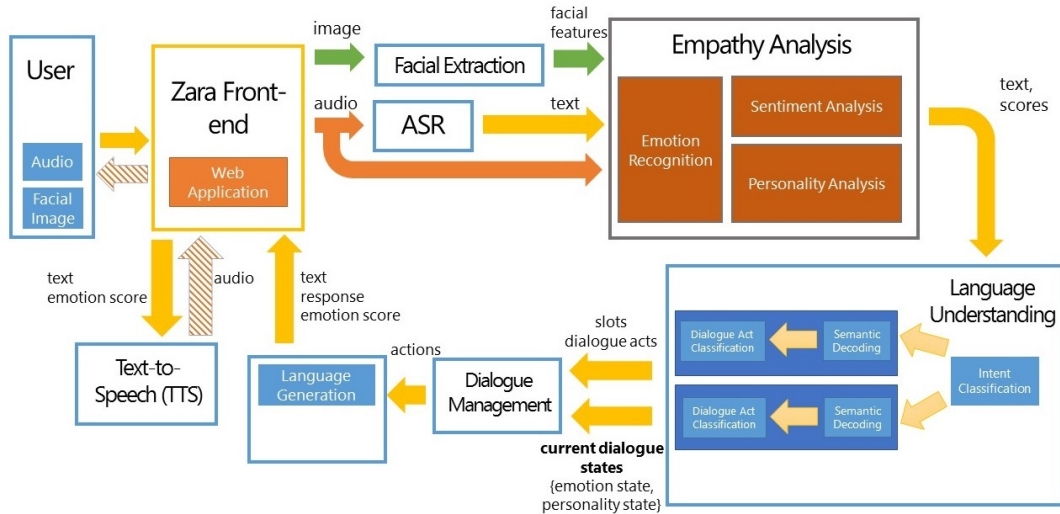 User
Audio
Facial
Image
Zara Front-
end
Web
Application
image
Facial Extraction
facial
features
audio
ASR
text
Empathy Analysis
Emotion
Recognition
Sentiment Analysis
Personality Analysis
text,
scores
Language
Understanding
Intent
Classification
Semantic
Decoding
Dialogue Act
Classification
Semantic
Decoding
Dialogue Act
Classification
slots
dialogue acts
current dialogue
states
{emotion state,
personality state}
Dialogue
Management
actions
Language
Generation
text
response
emotion score
text
emotion score
audio
Text-to-
Speech (TTS)